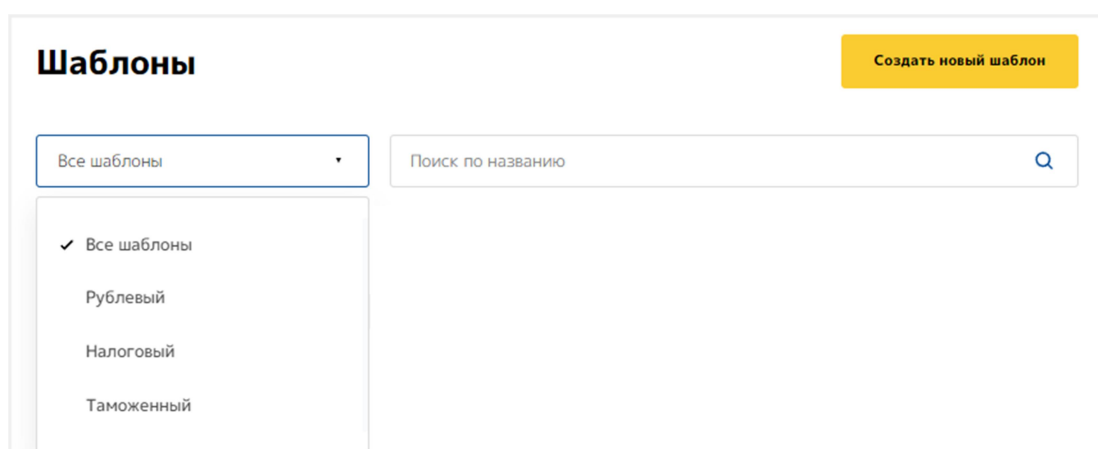 Шаблоны
Создать новый шаблон
Все шаблоны
Поиск по названию
Все шаблоны
Рублевый
Налоговый
Таможенный